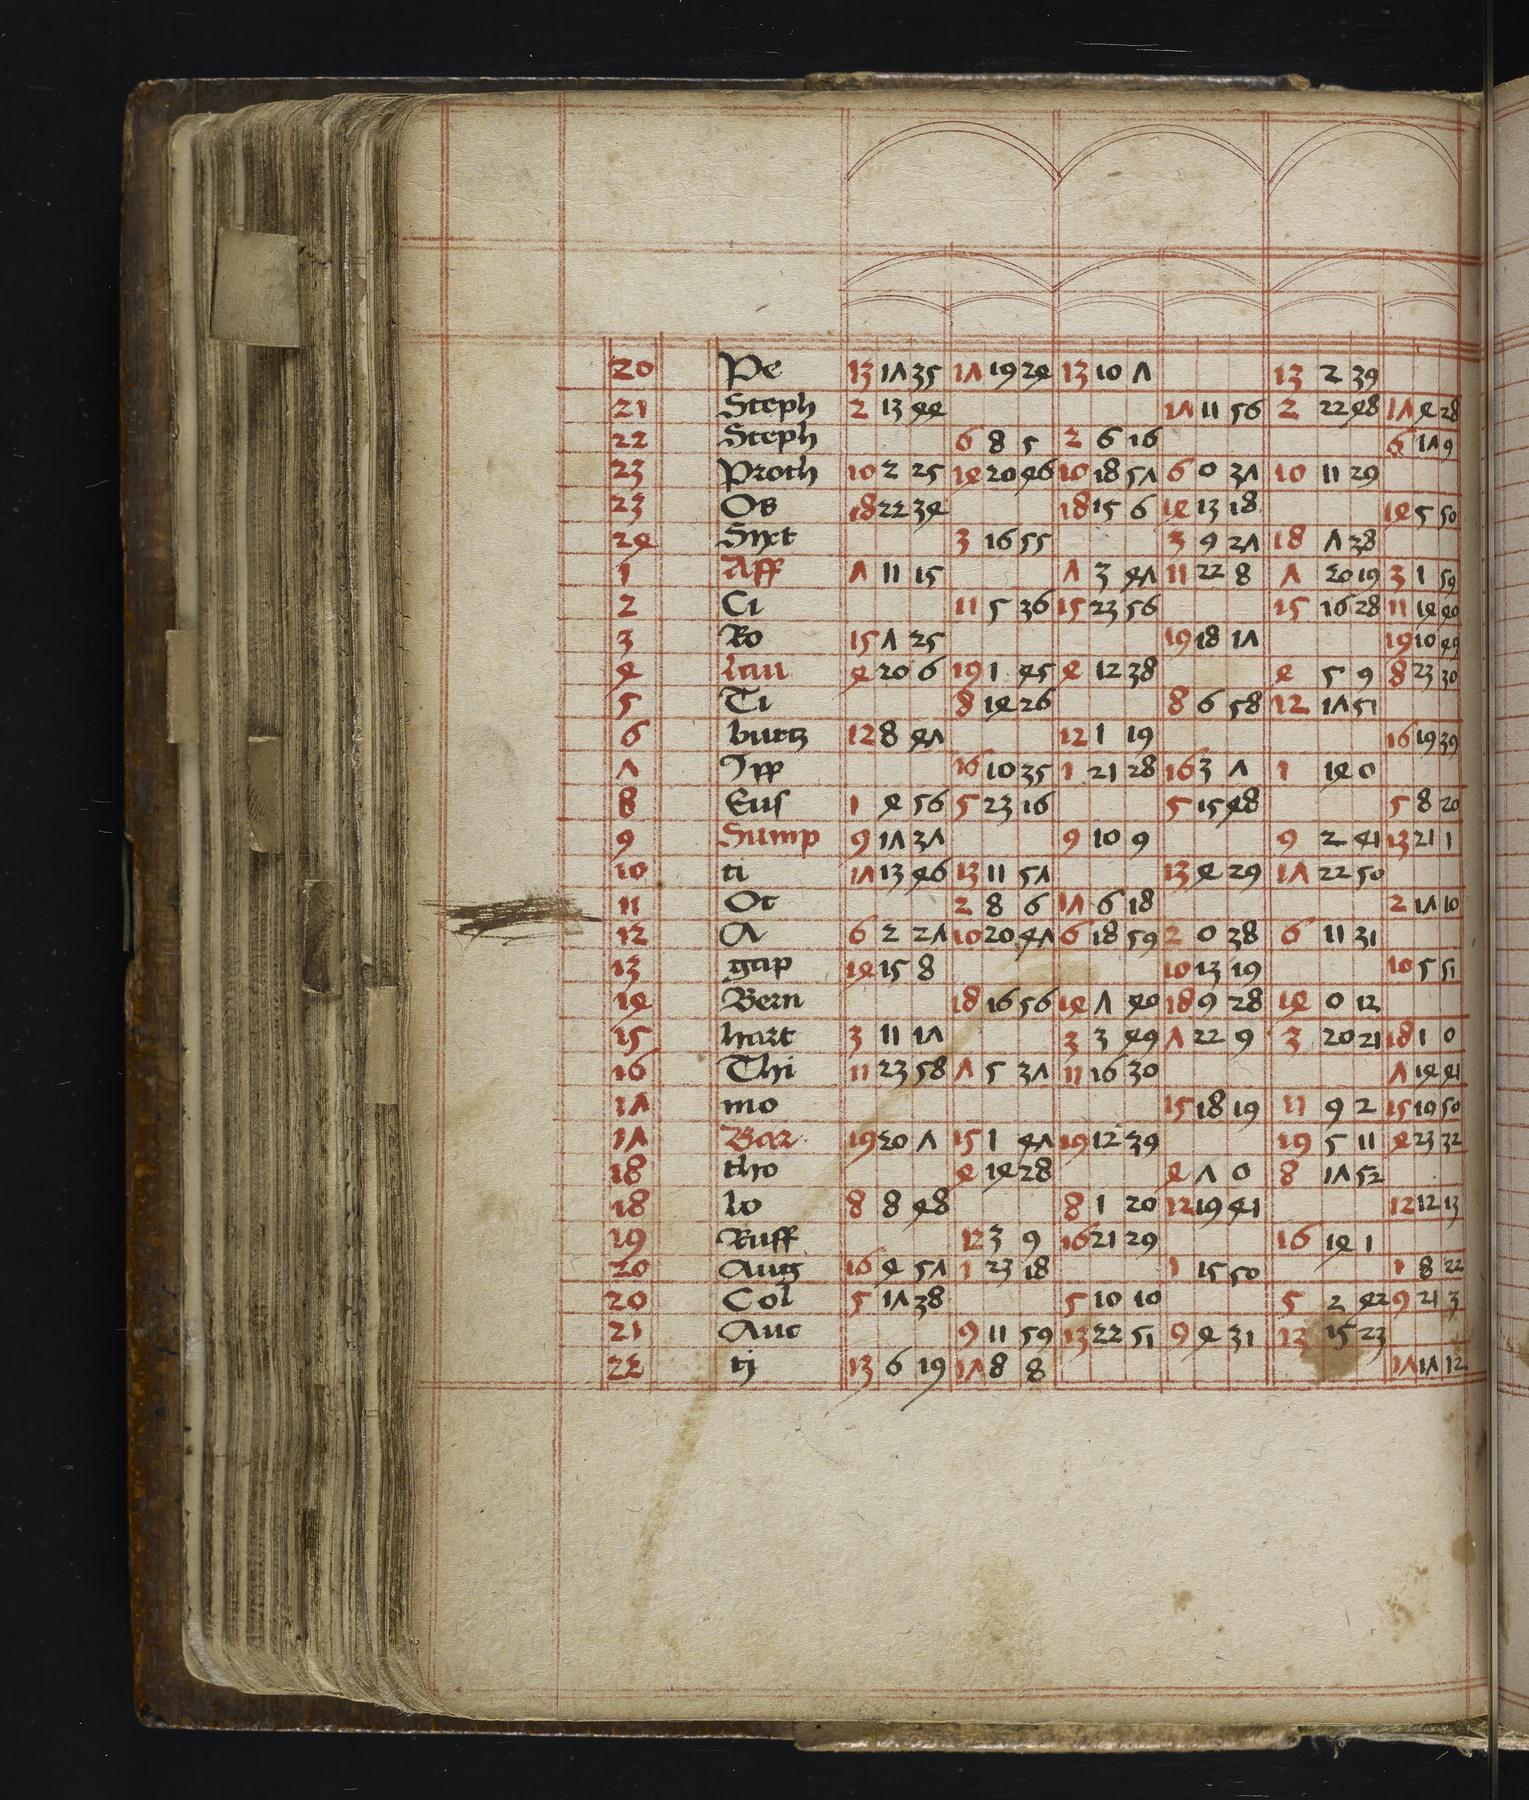 20 Pe 13 17 35 17 19 24 13 10 7 13 2 39
21 Steph 2 13 44 17 11 56 2 22 48 17 4 28
22 Steph 6 8 5 2 6 16 6 17 9
23 Proth 10 2 25 14 20 46 10 18 57 6 0 37 10 11 29
23 Os 18 22 34 18 15 6 14 13 18 14 5 50
24 Sixt 3 16 55 3 9 27 18 7 38
1 Aff 7 11 15 7 3 47 11 22 8 7 20 19 3 1 59
2 Ci 11 5 36 15 23 56 15 16 28 11 14 40
3 Ro 15 7 25 19 18 17 19 10 49
4 lau 4 20 6 19 1 45 4 12 38 4 5 9 8 23 30
5 Ti 8 14 26 8 6 58 12 17 51
6 burtz 12 8 47 12 1 19 16 19 39
7 Ipp 16 10 35 1 21 28 16 3 7 1 14 0
8 Eus 1 4 56 5 23 16 5 15 48 5 8 20
9 Sump 9 17 37 9 10 9 9 2 41 13 21 1
10 ti 17 13 46 13 11 57 13 4 29 17 22 50
11 Oc 2 8 6 17 6 18 2 17 10
12 A 6 2 27 10 20 47 6 18 59 2 0 38 6 11 31
13 gap 14 15 8 10 13 19 10 5 51
14 Bern 18 16 56 14 7 40 18 9 28 14 0 12
15 hart 3 11 17 3 3 49 7 22 9 3 20 21 18 1 0
16 Thi 11 23 58 7 5 37 11 16 30 7 14 41
17 mo 15 18 19 11 9 2 15 10 50
17 Bar 19 20 7 15 1 47 19 12 39 19 5 11 4 23 32
18 tho 4 14 28 4 7 0 8 17 52
18 lo 8 8 48 8 1 20 12 19 41 12 12 13
19 Ruff 12 3 9 16 21 29 16 14 1
20 Aug 16 4 57 1 23 18 1 15 50 1 8 22
20 Col 5 17 38 5 10 10 5 2 42 9 21 3
21 Auc 9 11 59 13 22 51 9 4 31 13 15 23
22 tj 13 6 19 17 8 8 17 17 12